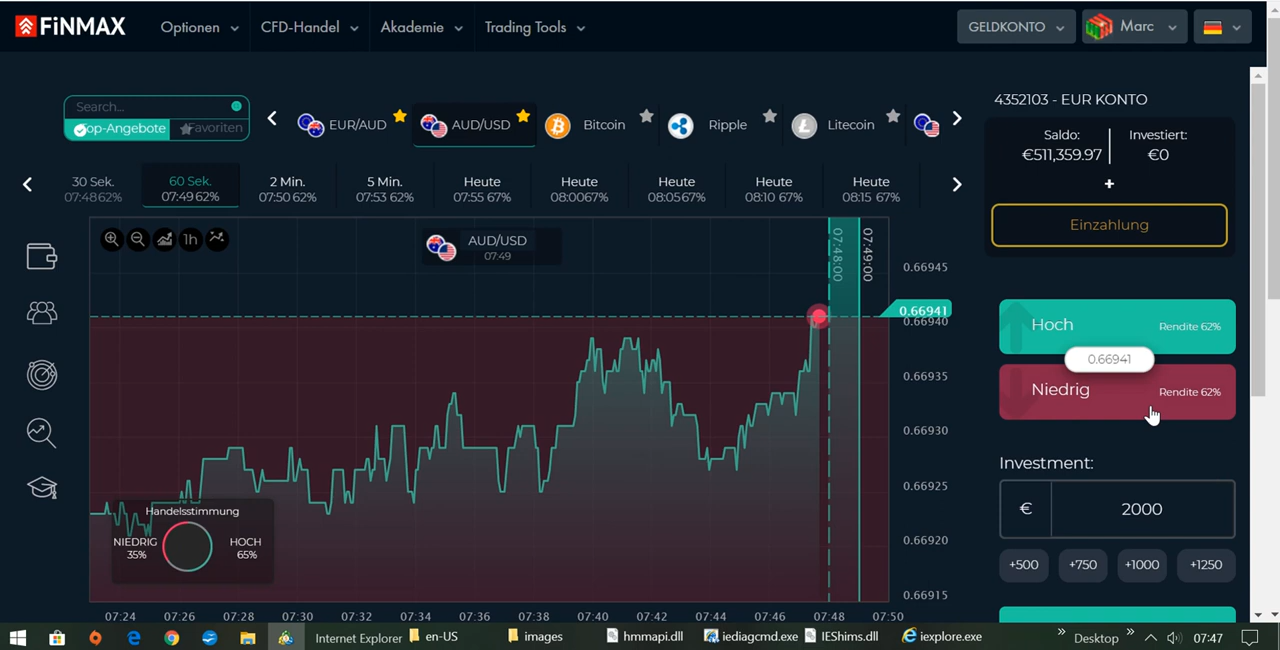 FiNMAX
Optionen
CFD-Handel
Akademie
Trading Tools
GELDKONTO
Marc
Search...
Top-Angebote
Favoriten
EUR/AUD
AUD/USD
Bitcoin
Ripple
Litecoin
4352103 - EUR KONTO
Saldo:
€511,359.97
Investiert:
€0
+
Einzahlung
30 Sek.
07:48 62%
60 Sek.
07:49 62%
2 Min.
07:50 62%
5 Min.
07:53 62%
Heute
07:55 67%
Heute
08:00 67%
Heute
08:05 67%
Heute
08:10 67%
Heute
08:15 67%
1h
AUD/USD
07:49
07:48:00
07:49:00
0.66945
0.66941
0.66940
0.66935
0.66930
0.66925
0.66920
0.66915
Hoch
Rendite 62%
0.66941
Niedrig
Rendite 62%
Investment:
€
2000
+500
+750
+1000
+1250
Handelsstimmung
NIEDRIG
35%
HOCH
65%
07:24
07:26
07:28
07:30
07:32
07:34
07:36
07:38
07:40
07:42
07:44
07:46
07:48
07:50
Internet Explorer
en-US
images
hmmapi.dll
iediagcmd.exe
IEShims.dll
iexplore.exe
Desktop
07:47